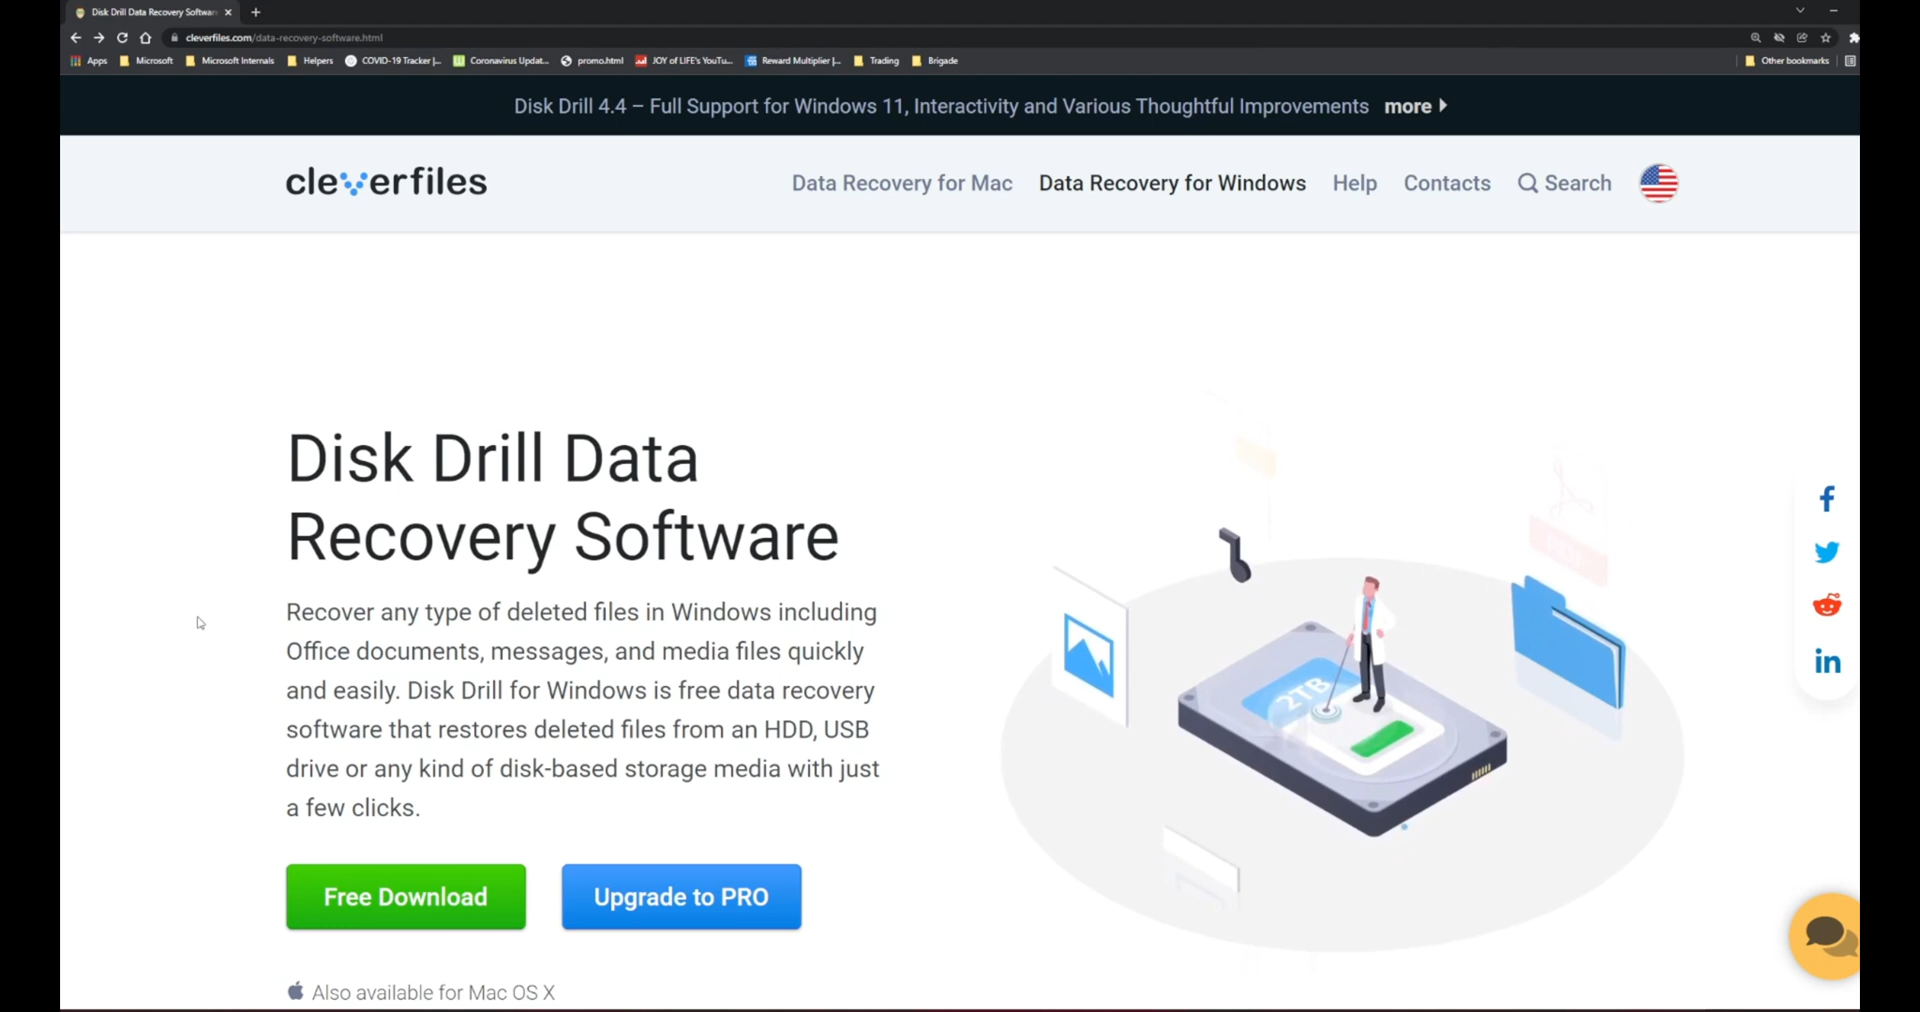 Disk Drill Data Recovery Softwar
cleverfiles.com/data-recovery-software.html
Apps Microsoft Microsoft Internals Helpers COVID-19 Tracker |... Coronavirus Updat... promo.html JOY of LIFE's YouTu... Reward Multiplier |... Trading Brigade Other bookmarks
Disk Drill 4.4 – Full Support for Windows 11, Interactivity and Various Thoughtful Improvements more
cleverfiles Data Recovery for Mac Data Recovery for Windows Help Contacts Search
Disk Drill Data
Recovery Software
Recover any type of deleted files in Windows including
Office documents, messages, and media files quickly
and easily. Disk Drill for Windows is free data recovery
software that restores deleted files from an HDD, USB
drive or any kind of disk-based storage media with just
a few clicks.
2TB
Free Download Upgrade to PRO
Also available for Mac OS X